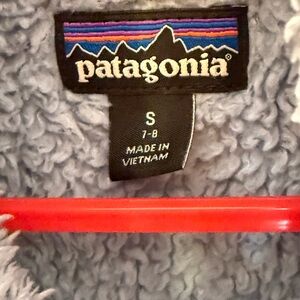 patagonia®
S
7-8
MADE IN
VIETNAM